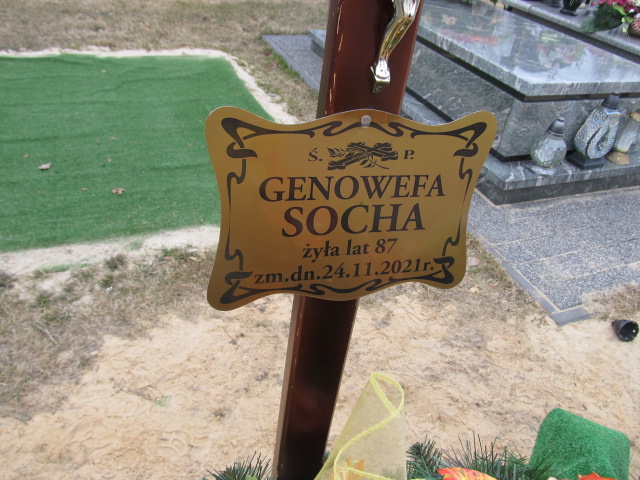 Ś. P.
GENOWEFA
SOCHA
żyła lat 87
zm.dn.24.11.2021r.